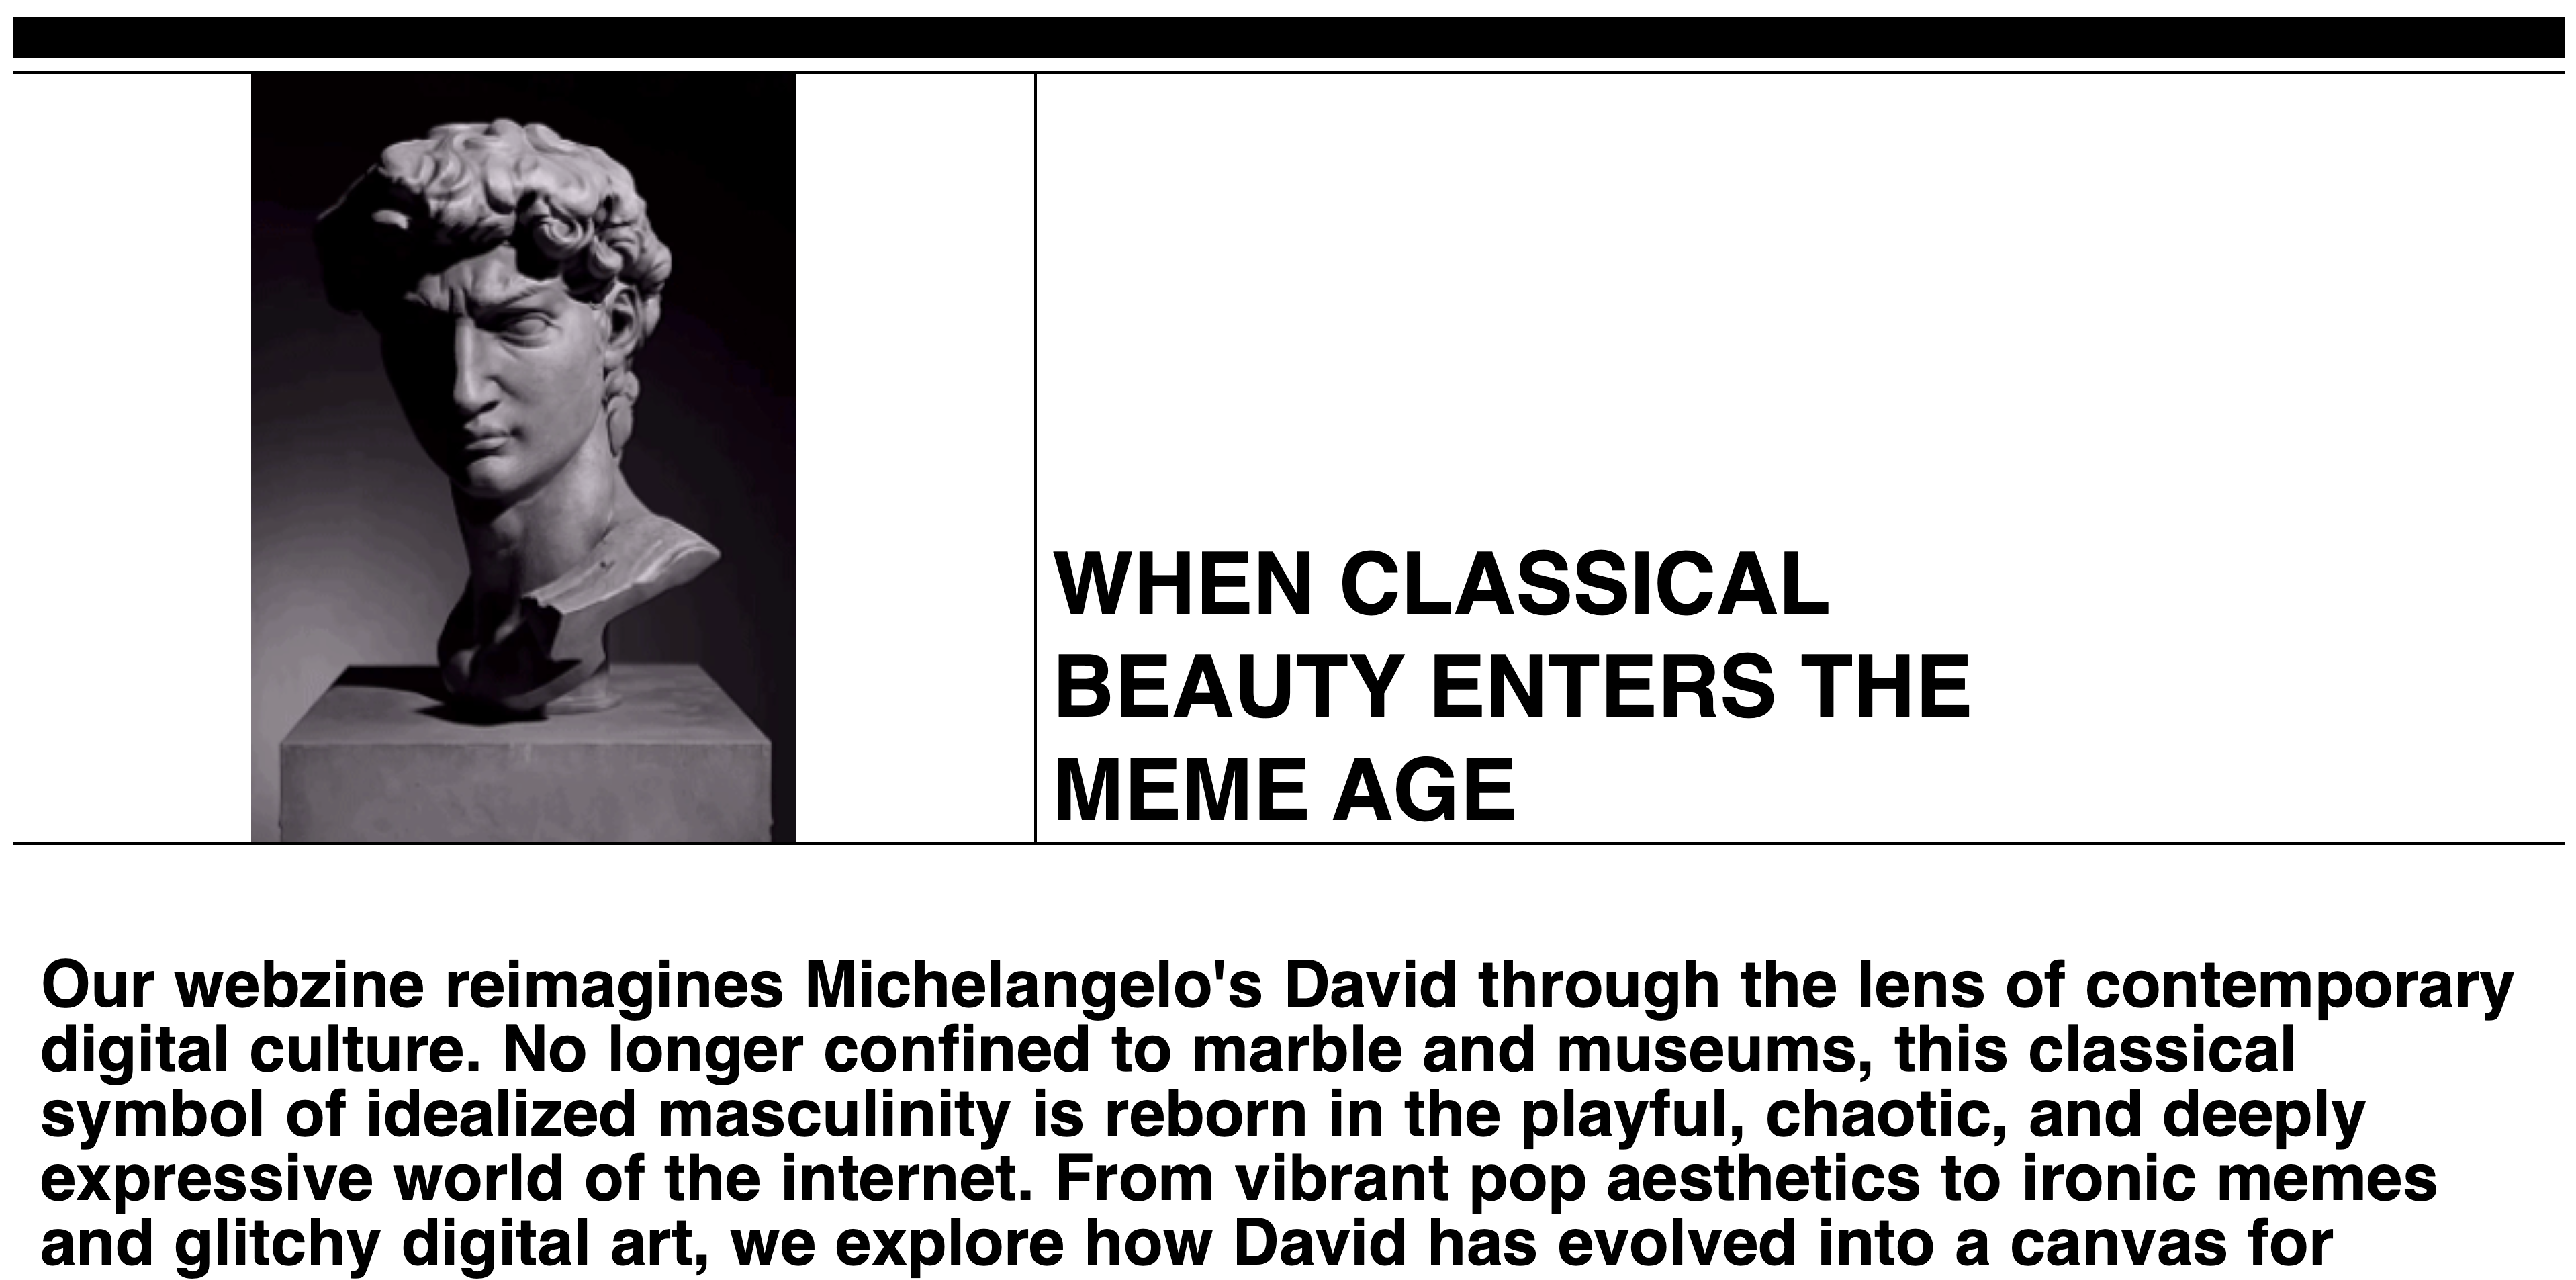 WHEN CLASSICAL
BEAUTY ENTERS THE
MEME AGE
Our webzine reimagines Michelangelo's David through the lens of contemporary
digital culture. No longer confined to marble and museums, this classical
symbol of idealized masculinity is reborn in the playful, chaotic, and deeply
expressive world of the internet. From vibrant pop aesthetics to ironic memes
and glitchy digital art, we explore how David has evolved into a canvas for